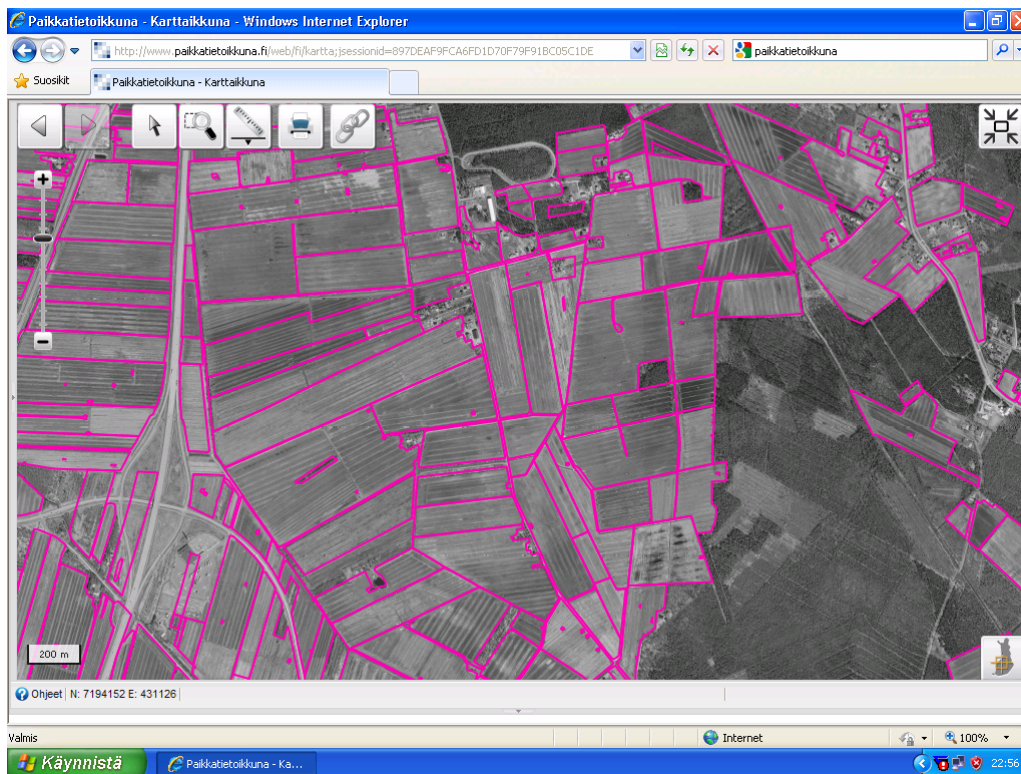 Paikkatietoikkuna - Karttaikkuna - Windows Internet Explorer
http://www.paikkatietoikkuna.fi/web/fi/kartta;jsessionid=897DEAF9FCA6FD1D70F79F91BC05C1DE
paikkatietoikkuna
Suosikit
Paikkatietoikkuna - Karttaikkuna
200 m
Ohjeet N: 7194152 E: 431126
Valmis
Internet
100%
Käynnistä
Paikkatietoikkuna - Ka...
22:56